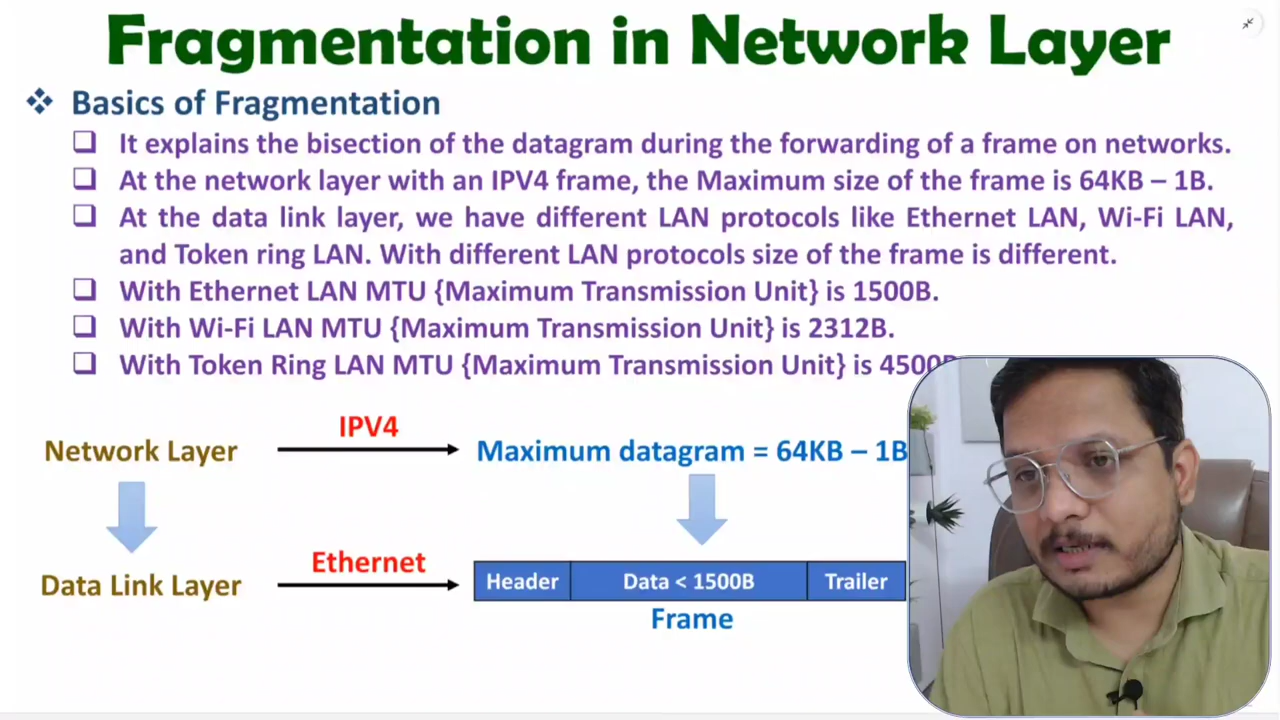 Fragmentation in Network Layer
Basics of Fragmentation
It explains the bisection of the datagram during the forwarding of a frame on networks.
At the network layer with an IPV4 frame, the Maximum size of the frame is 64KB – 1B.
At the data link layer, we have different LAN protocols like Ethernet LAN, Wi-Fi LAN,
and Token ring LAN. With different LAN protocols size of the frame is different.
With Ethernet LAN MTU {Maximum Transmission Unit} is 1500B.
With Wi-Fi LAN MTU {Maximum Transmission Unit} is 2312B.
With Token Ring LAN MTU {Maximum Transmission Unit} is
IPV4
Network Layer Maximum datagram = 64KB – 1B
Ethernet
Data Link Layer Header Data < 1500B Trailer
Frame